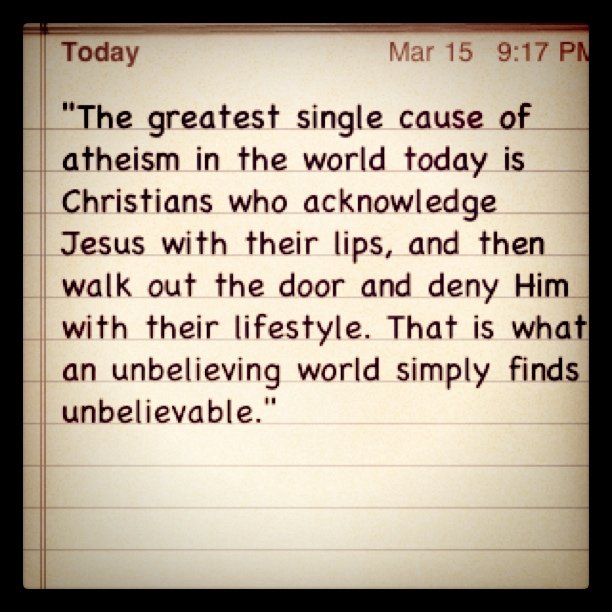 Today Mar 15 9:17 PM
"The greatest single cause of
atheism in the world today is
Christians who acknowledge
Jesus with their lips, and then
walk out the door and deny Him
with their lifestyle. That is what
an unbelieving world simply finds
unbelievable."